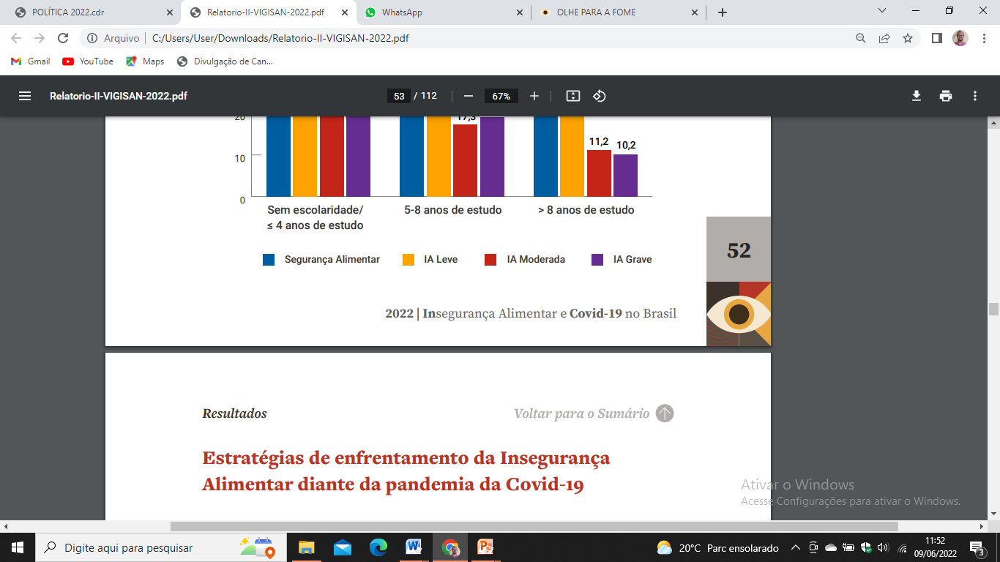 POLÍTICA 2022.cdr
Relatorio-II-VIGISAN-2022.pdf
WhatsApp
OLHE PARA A FOME
Arquivo | C:/Users/User/Downloads/Relatorio-II-VIGISAN-2022.pdf
Gmail
YouTube
Maps
Divulgação de Can...
Relatorio-II-VIGISAN-2022.pdf
53 / 112
67%
20
17,3
11,2
10,2
10
0
Sem escolaridade/
≤ 4 anos de estudo
5-8 anos de estudo
> 8 anos de estudo
Segurança Alimentar
IA Leve
IA Moderada
IA Grave
52
2022 | Insegurança Alimentar e Covid-19 no Brasil
Resultados
Voltar para o Sumário
Estratégias de enfrentamento da Insegurança
Alimentar diante da pandemia da Covid-19
Ativar o Windows
Acesse Configurações para ativar o Windows.
Digite aqui para pesquisar
20°C Parc ensolarado
11:52
09/06/2022
3